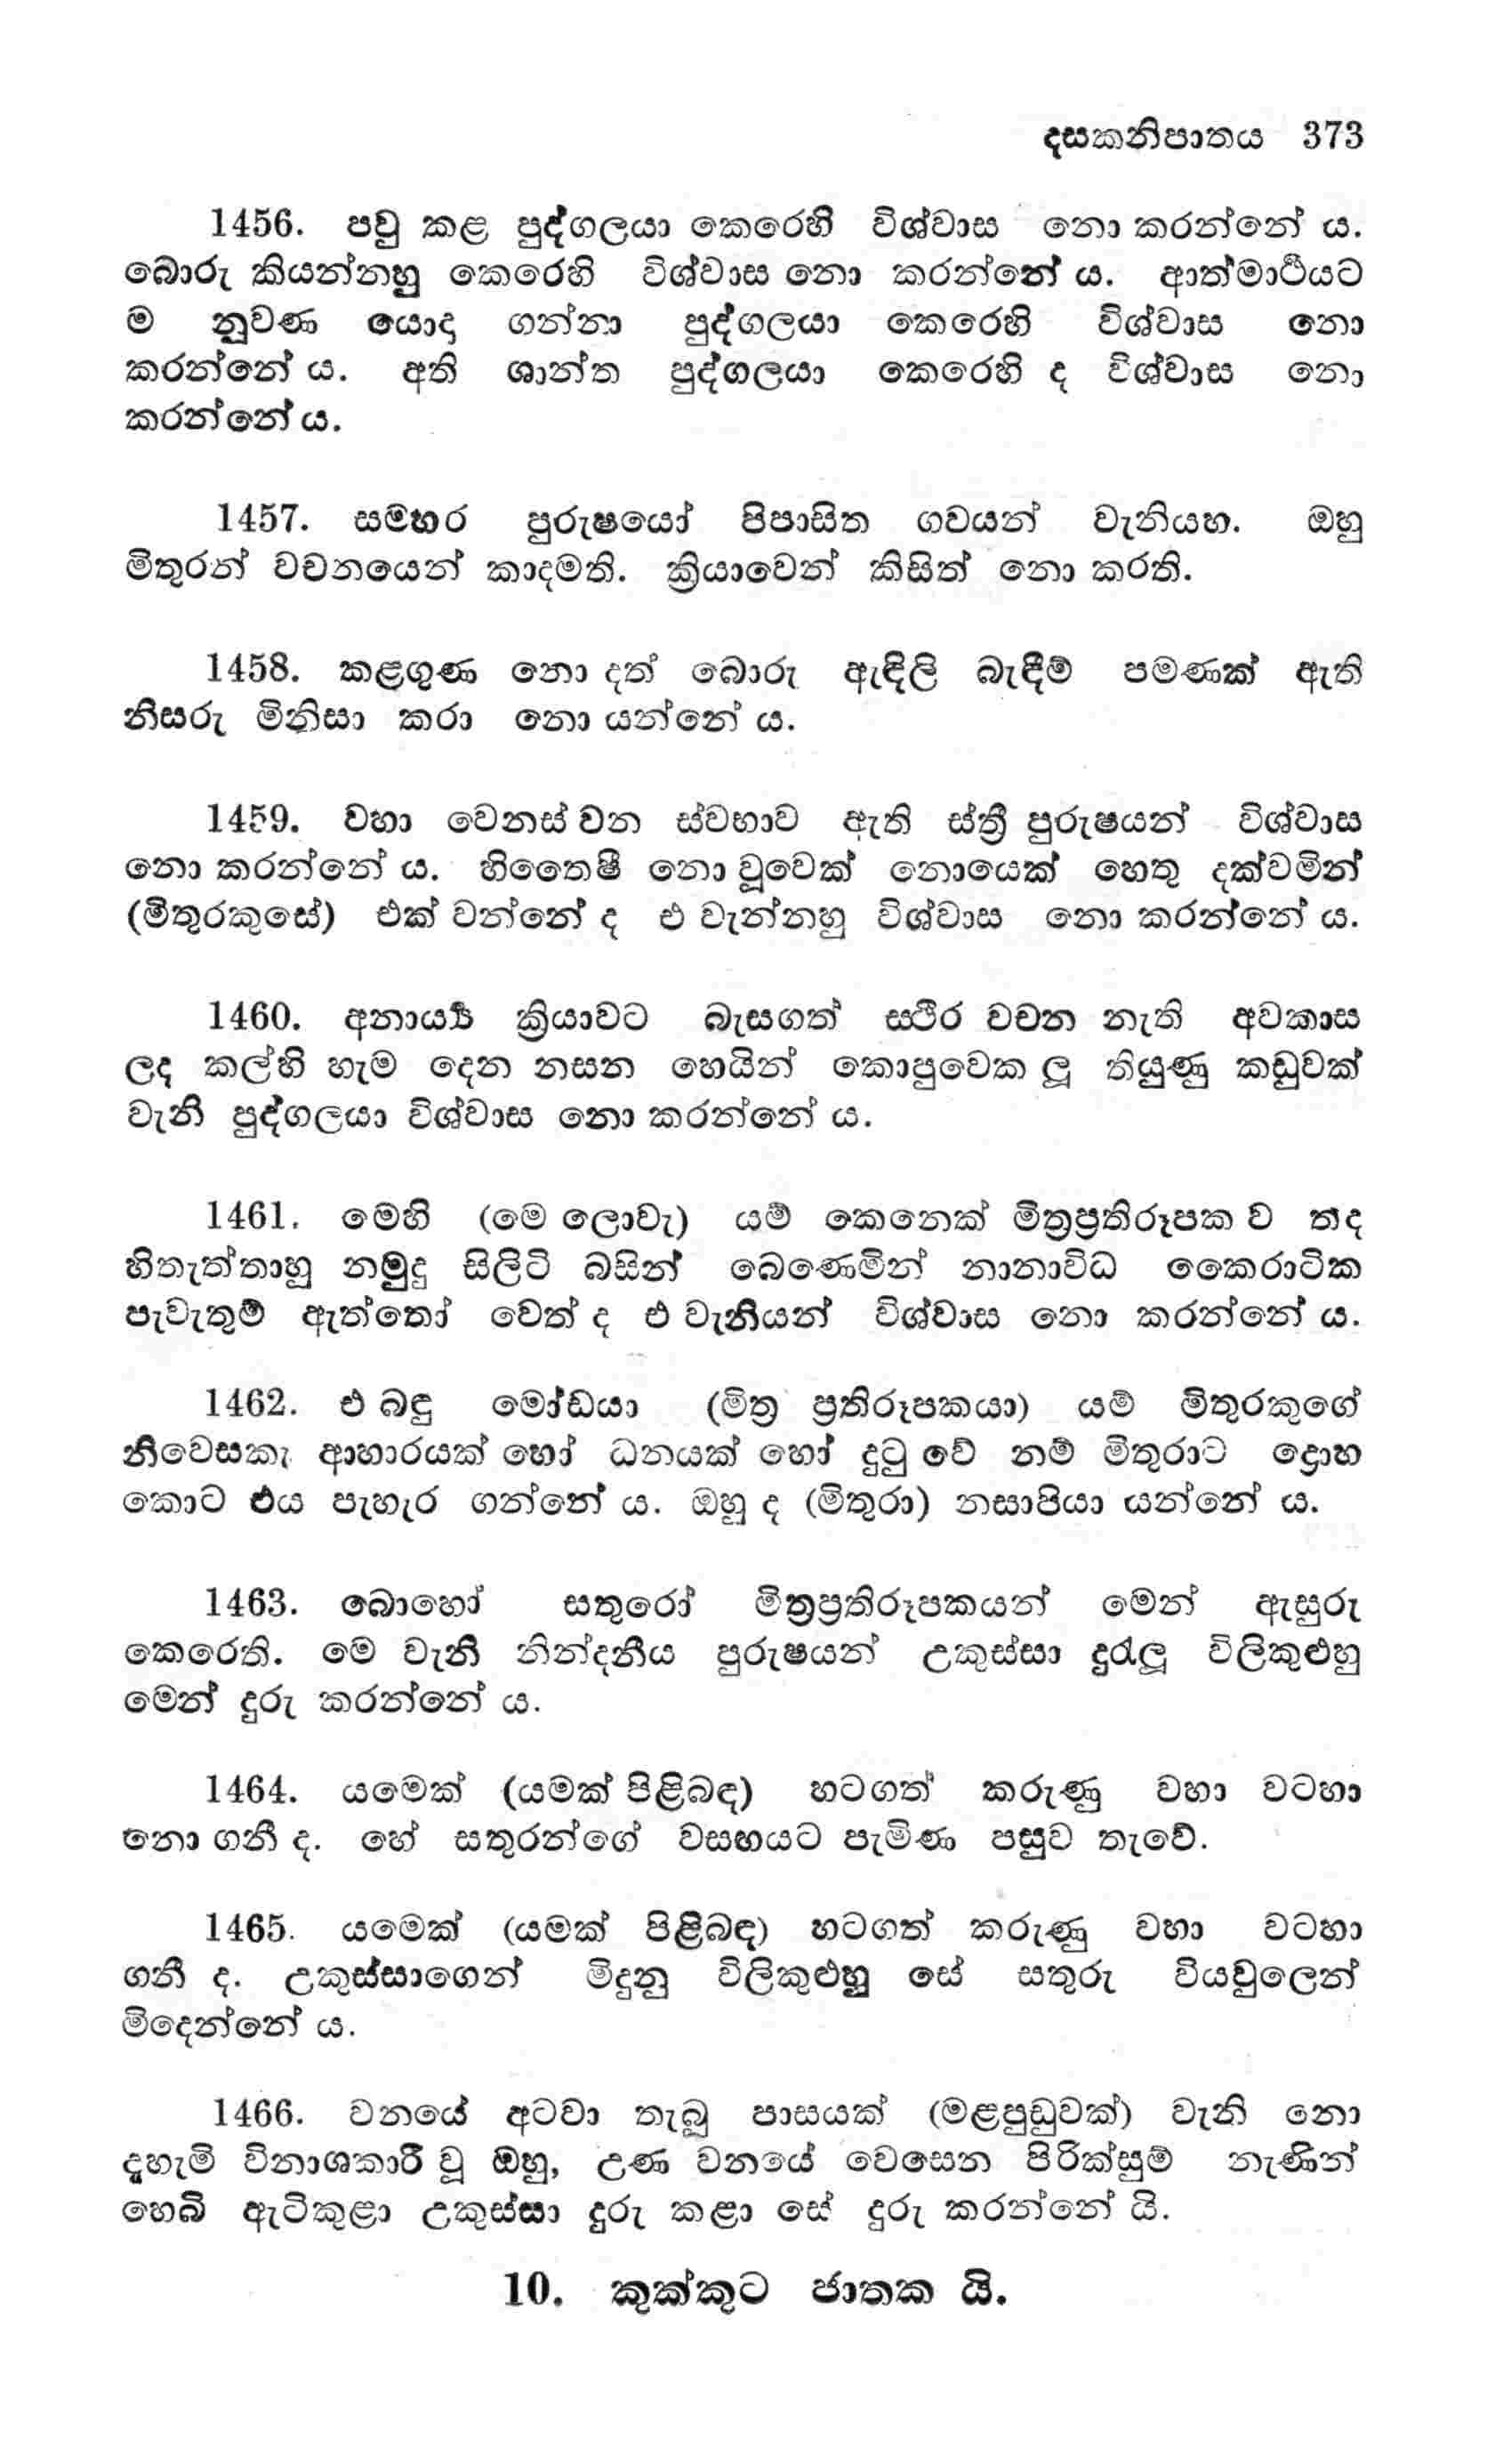 දසකනිපාතය 373
1456. පවු කළ පුද්ගලයා කෙරෙහි විශ්වාස නො කරන්නේ ය.
බොරු කියන්නහු කෙරෙහි විශ්වාස නො කරන්නේ ය. ආත්මාර්ථයට
ම නුවණ යොද ගන්නා පුද්ගලයා කෙරෙහි විශ්වාස නො
කරන්නේ ය. අති ශාන්ත පුද්ගලයා කෙරෙහි ද විශ්වාස නො
කරන්නේ ය.
1457. සමහර පුරුෂයෝ පිපාසිත ගවයන් වැනියහ. ඔහු
මිතුරන් වචනයෙන් කාදමති. ක්‍රියාවෙන් කිසිත් නො කරති.
1458. කළගුණ නො දත් බොරු ඇඳිලි බැඳීම් පමණක් ඇති
නිසරු මිනිසා කරා නො යන්නේ ය.
1459. වහා වෙනස් වන ස්වභාව ඇති ස්ත්‍රී පුරුෂයන් විශ්වාස
නො කරන්නේ ය. හිතෛෂී නො වූවෙක් නොයෙක් හෙතු දක්වමින්
(මිතුරකුසේ) එක් වන්නේ ද එ වැන්නහු විශ්වාස නො කරන්නේ ය.
1460. අනාර්‍ය්‍ය ක්‍රියාවට බැසගත් ස්ථිර වචන නැති අවකාස
ලද කල්හි හැම දෙන නසන හෙයින් කොපුවෙක ලූ තියුණු කඩුවක්
වැනි පුද්ගලයා විශ්වාස නො කරන්නේ ය.
1461. මෙහි (මෙ ලොවැ) යම් කෙනෙක් මිත්‍රප්‍රතිරූපක ව තද
හිතැත්තාහු නමුදු සිලිටි බසින් බෙණෙමින් නානාවිධ කෛරාටික
පැවැතුම් ඇත්තෝ වෙත් ද එ වැනියන් විශ්වාස නො කරන්නේ ය.
1462. එ බඳු මෝඩයා (මිත්‍ර ප්‍රතිරූපකයා) යම් මිතුරකුගේ
නිවෙසකැ ආහාරයක් හෝ ධනයක් හෝ දුටු වේ නම් මිතුරාට ද්‍රොහ
කොට එය පැහැර ගන්නේ ය. ඔහු ද (මිතුරා) නසාපියා යන්නේ ය.
1463. බොහෝ සතුරෝ මිත්‍රප්‍රතිරූපකයන් මෙන් ඇසුරු
කෙරෙති. මෙ වැනි නින්දනීය පුරුෂයන් උකුස්සා දුරැලූ විලිකුළුහු
මෙන් දුරු කරන්නේ ය.
1464. යමෙක් (යමක් පිළිබඳ) හටගත් කරුණු වහා වටහා
නො ගනී ද. හේ සතුරන්ගේ වසඟයට පැමිණ පසුව තැවේ.
1465. යමෙක් (යමක් පිළිබඳ) හටගත් කරුණු වහා වටහා
ගනී ද. උකුස්සාගෙන් මිදුනු විලිකුළුහු සේ සතුරු වියවුලෙන්
මිදෙන්නේ ය.
1466. වනයේ අටවා තැබූ පාසයක් (මළපුඩුවක්) වැනි නො
දැහැමි විනාශකාරී වූ ඔහු, උණ වනයේ වෙසෙන පිරික්සුම් නැණින්
හෙබි ඇටිකුළා උකුස්සා දුරු කළා සේ දුරු කරන්නේ යි.
10. කුක්කුට ජාතක යි.